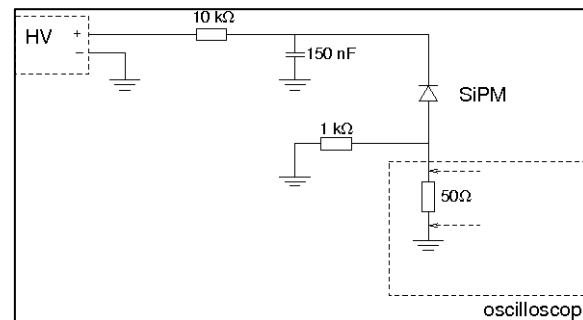 10 kΩ
HV
+
−
150 nF
SiPM
1 kΩ
50Ω
oscilloscop